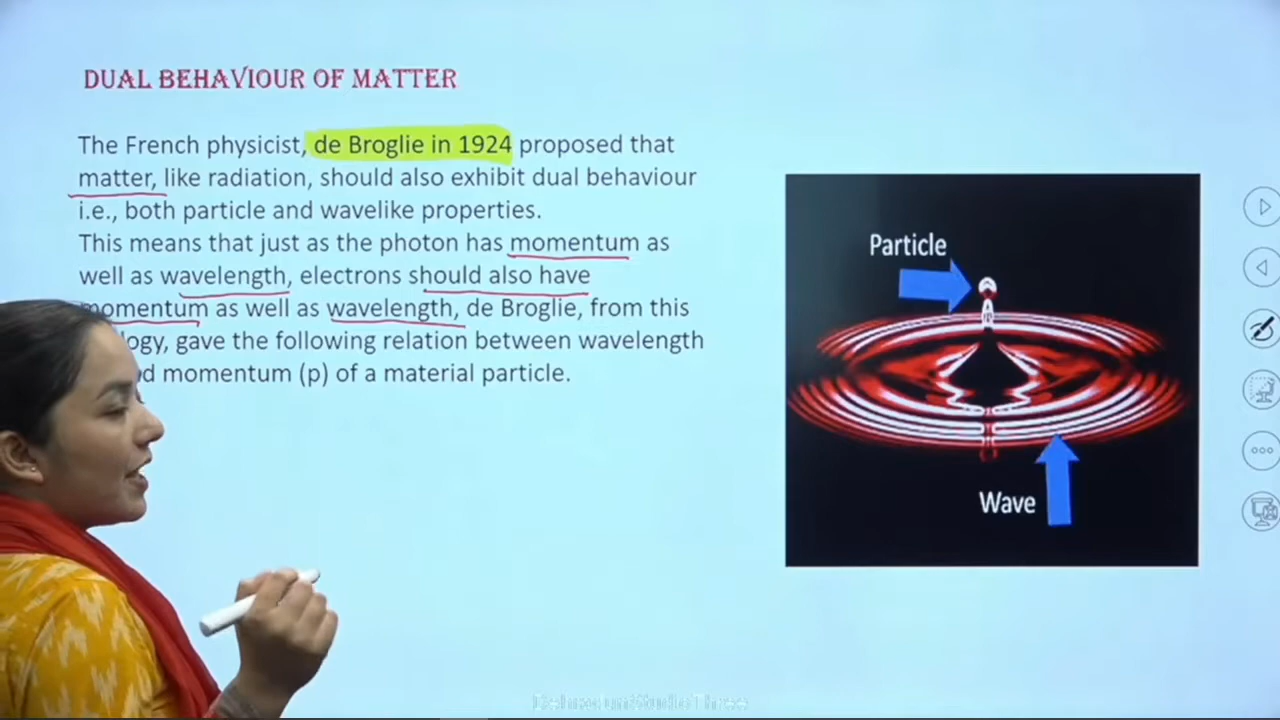 DUAL BEHAVIOUR OF MATTER
The French physicist, de Broglie in 1924 proposed that
matter, like radiation, should also exhibit dual behaviour
i.e., both particle and wavelike properties.
This means that just as the photon has momentum as
well as wavelength, electrons should also have
momentum as well as wavelength, de Broglie, from this
gave the following relation between wavelength
momentum (p) of a material particle.
Particle
Wave